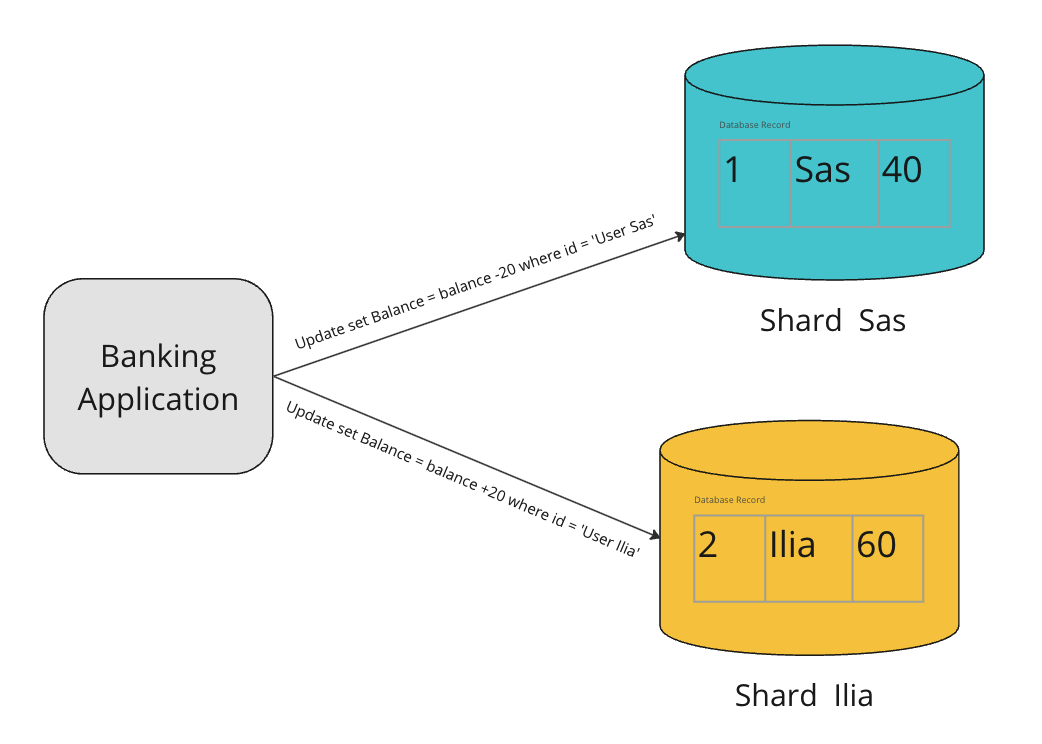 Database Record
1 Sas 40
Update set Balance = balance -20 where id = 'User Sas'
Shard Sas
Banking
Application
Update set Balance = balance +20 where id = 'User Ilia'
Database Record
2 Ilia 60
Shard Ilia